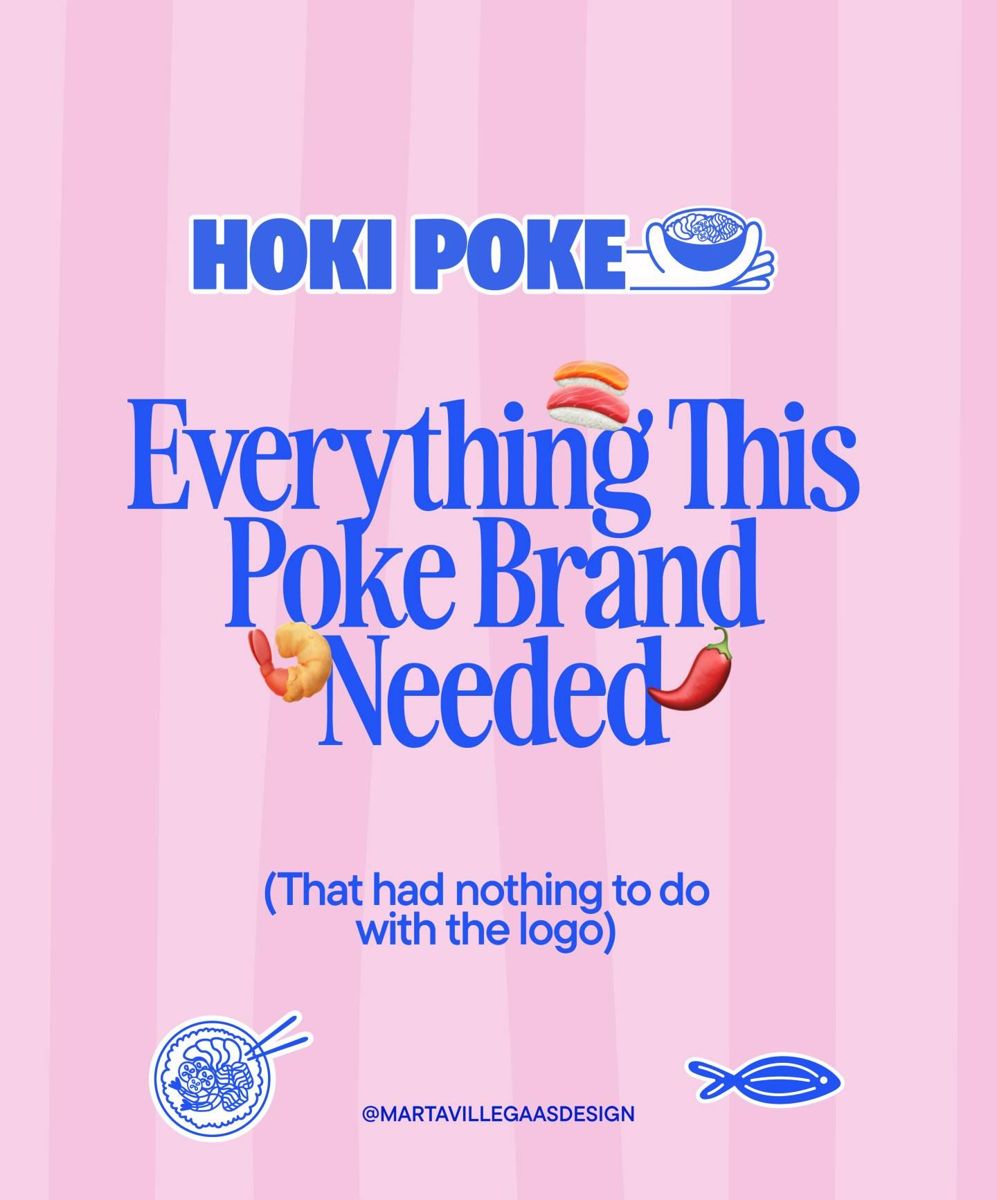 HOKI POKE
Everything This
Poke Brand
Needed
(That had nothing to do
with the logo)
@MARTAVILLEGAASDESIGN